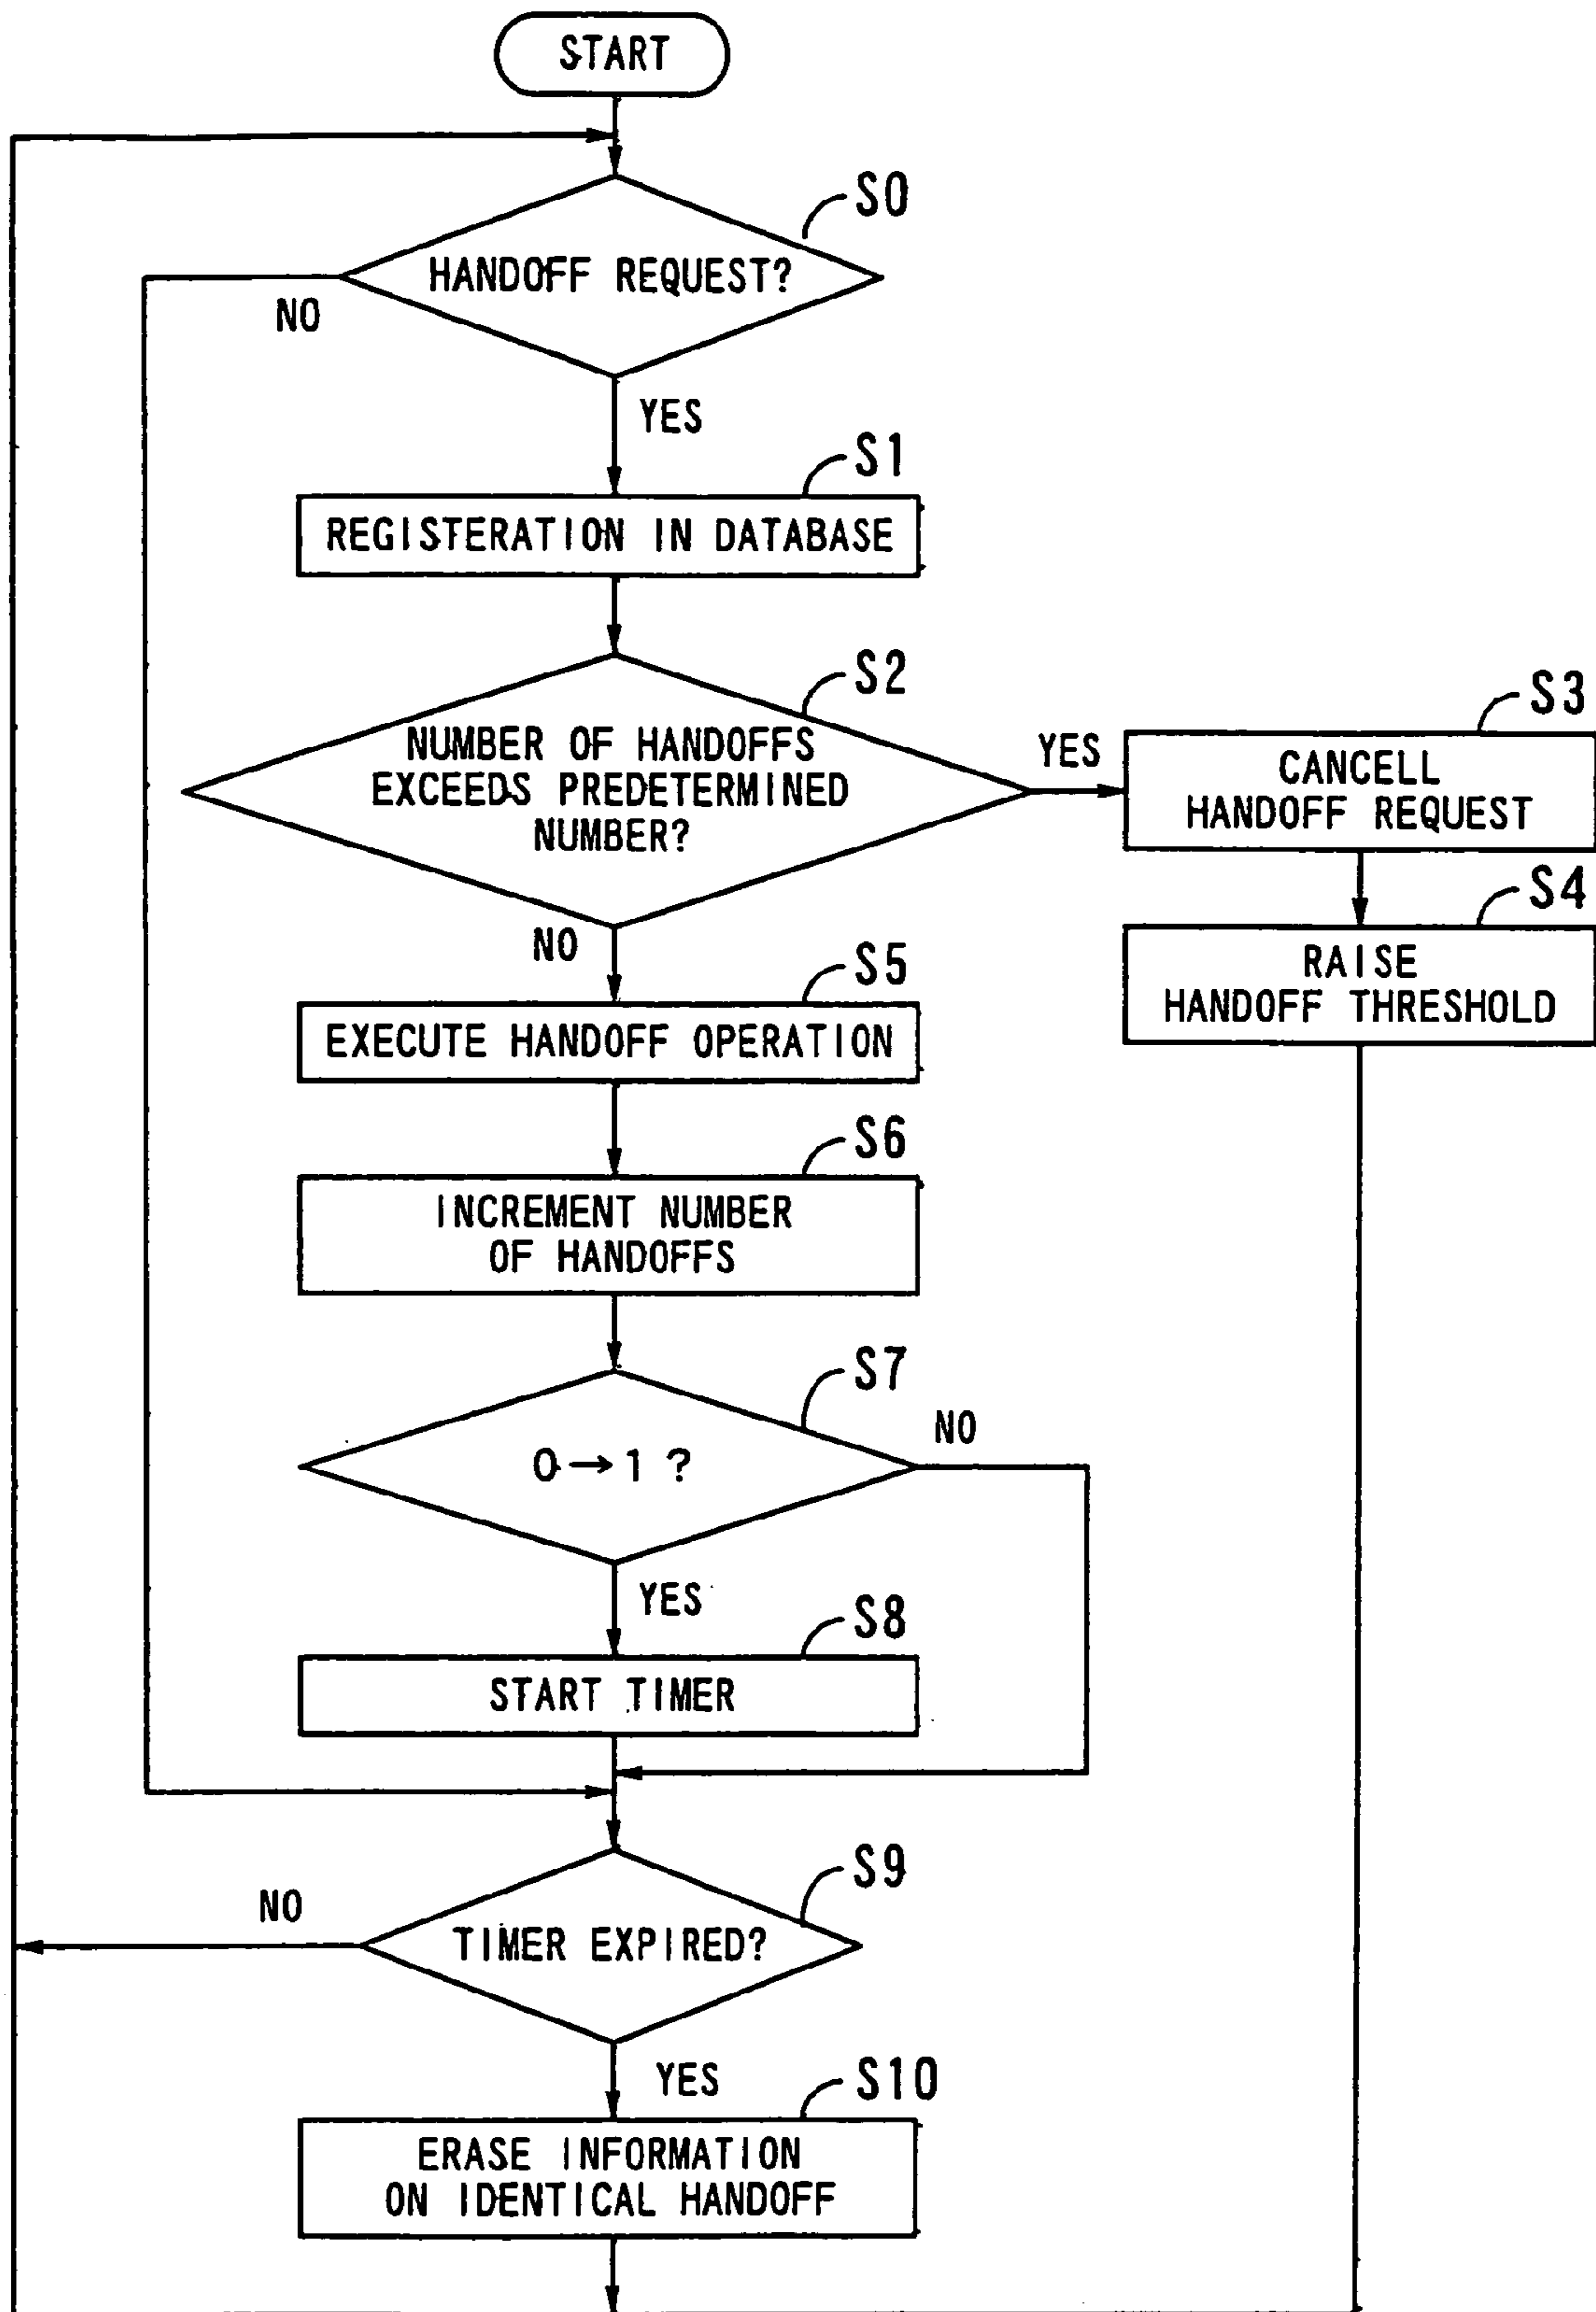 START
S0
HANDOFF REQUEST?
NO
YES
S1
REGISTERATION IN DATABASE
S2
NUMBER OF HANDOFFS
EXCEEDS PREDETERMINED
NUMBER?
YES
S3
CANCELL
HANDOFF REQUEST
S4
RAISE
HANDOFF THRESHOLD
NO
S5
EXECUTE HANDOFF OPERATION
S6
INCREMENT NUMBER
OF HANDOFFS
S7
0→1 ?
NO
YES
S8
START TIMER
S9
NO
TIMER EXPIRED?
YES
S10
ERASE INFORMATION
ON IDENTICAL HANDOFF